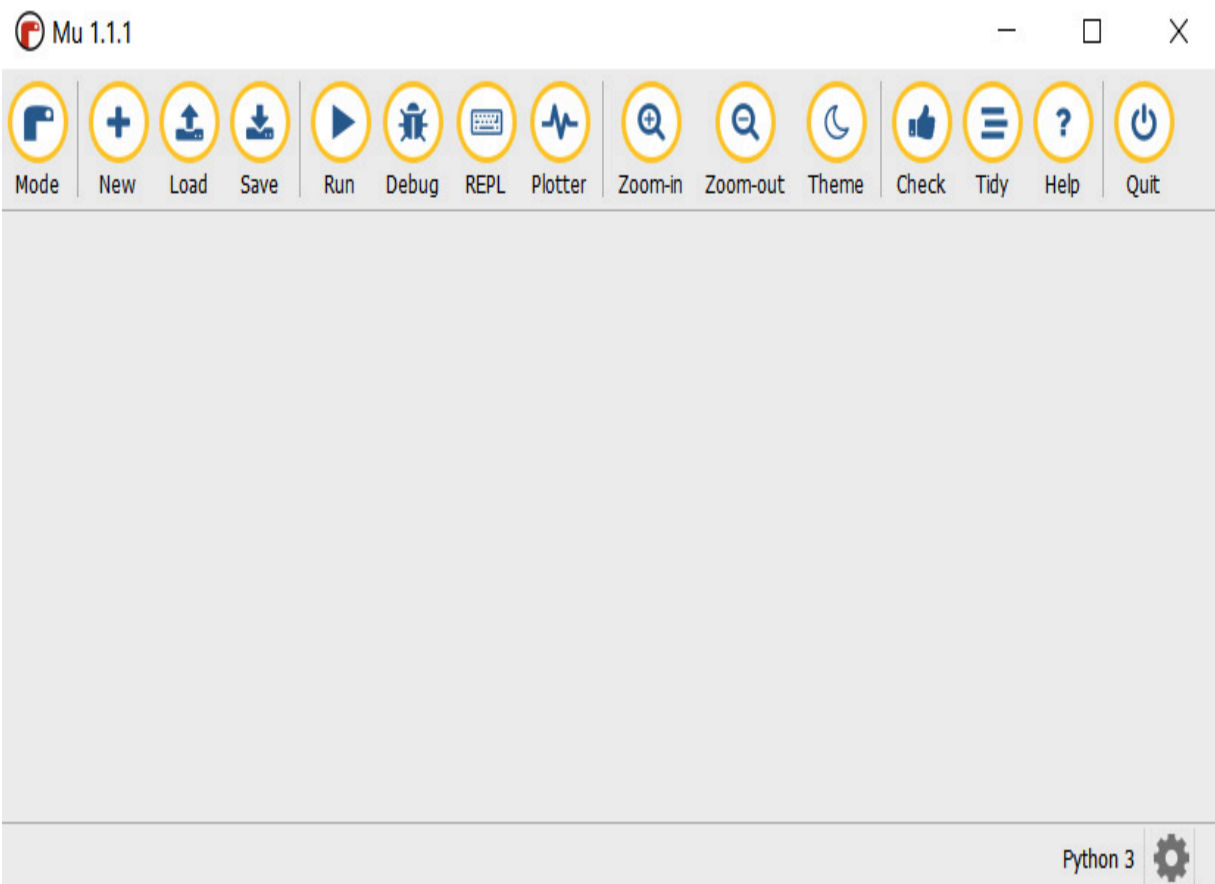 Mu 1.1.1
Mode New Load Save Run Debug REPL Plotter Zoom-in Zoom-out Theme Check Tidy Help Quit
Python 3